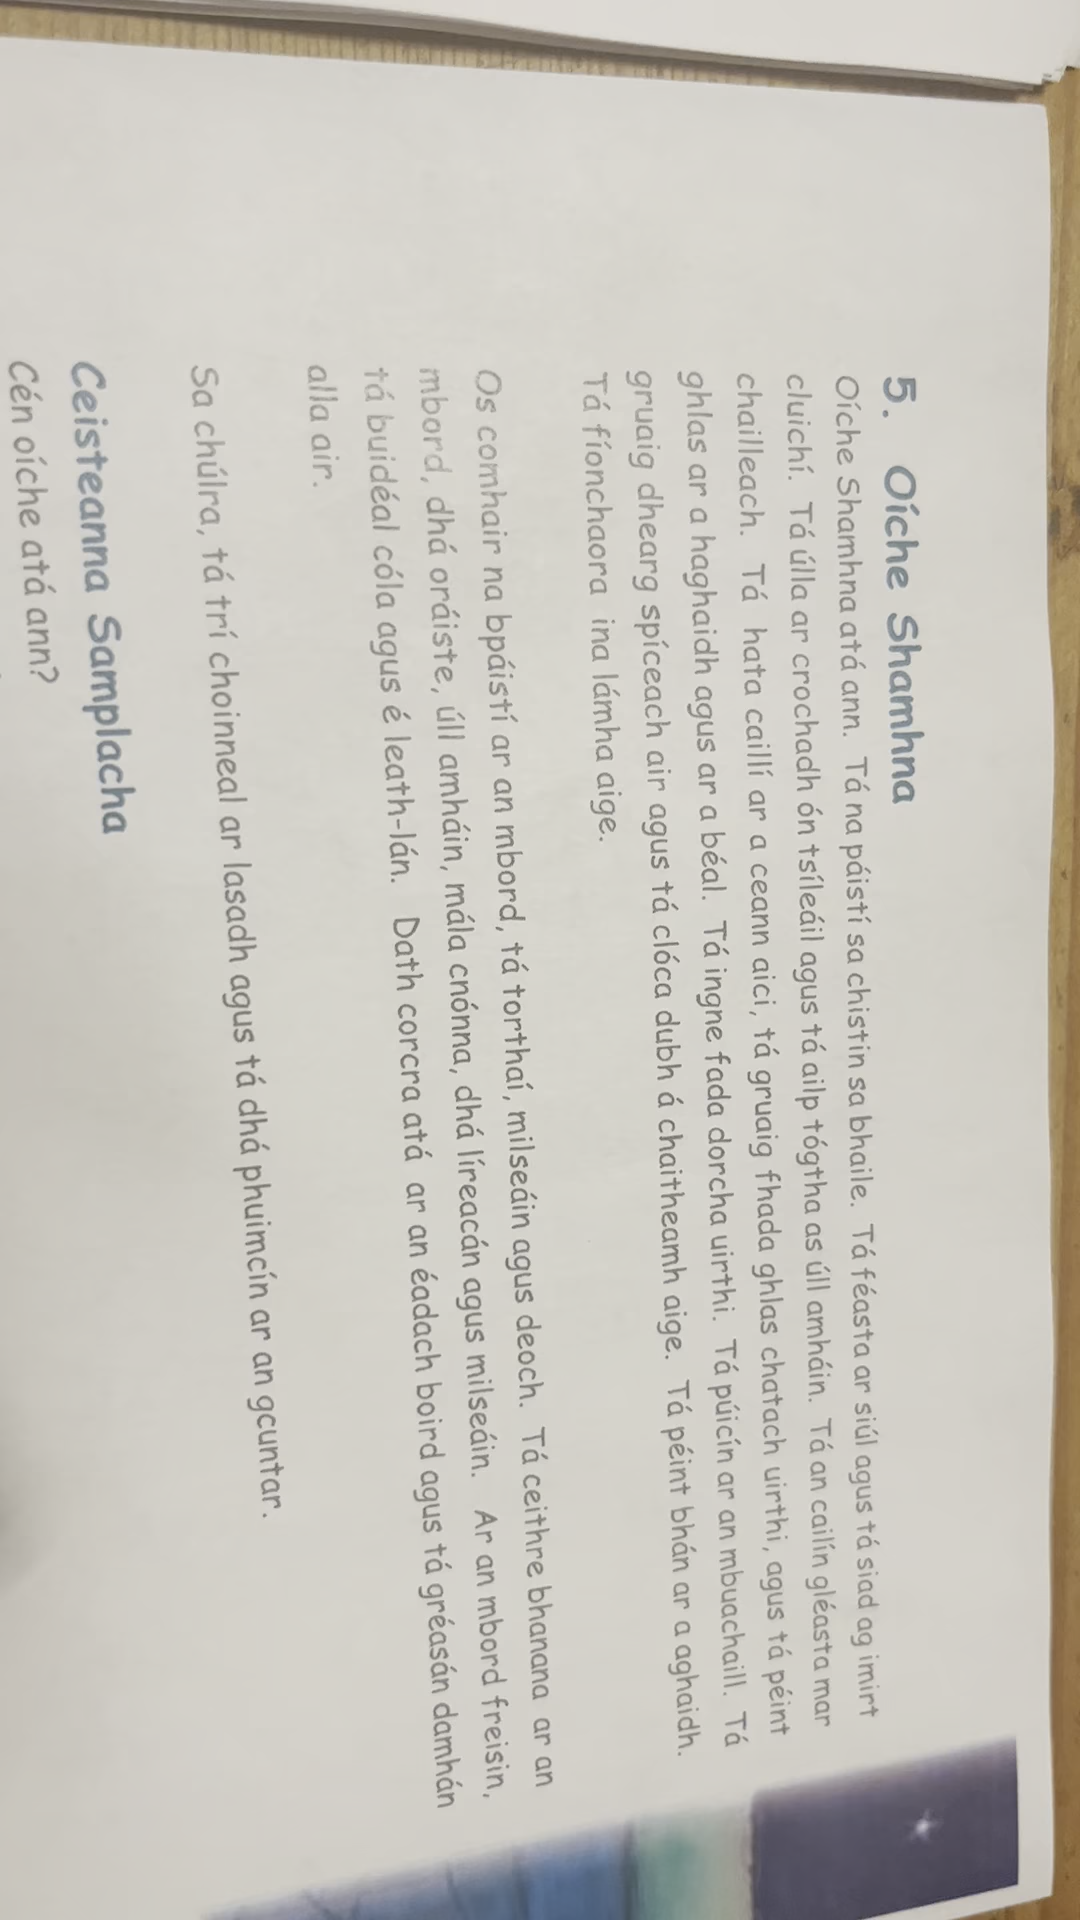 5. Oíche Shamhna
Oíche Shamhna atá ann. Tá na páistí sa chistin sa bhaile. Tá féasta ar siúl agus tá siad ag imirt
cluichí. Tá úlla ar crochadh ón tsíleáil agus tá ailp tógtha as úll amháin. Tá an cailín gléasta mar
chailleach. Tá hata caillí ar a ceann aici, tá gruaig fhada ghlas chatach uirthi, agus tá péint
ghlas ar a haghaidh agus ar a béal. Tá ingne fada dorcha uirthi. Tá púicín ar an mbuachaill. Tá
gruaig dhearg spíceach air agus tá clóca dubh á chaitheamh aige. Tá péint bhán ar a aghaidh.
Tá fíonchaora ina lámha aige.
Os comhair na bpáistí ar an mbord, tá torthaí, milseáin agus deoch. Tá ceithre bhanana ar an
mbord, dhá oráiste, úll amháin, mála cnónna, dhá líreacán agus milseáin. Ar an mbord freisin,
tá buidéal cóla agus é leath-lán. Dath corcra atá ar an éadach boird agus tá gréasán damhán
alla air.
Sa chúlra, tá trí choinneal ar lasadh agus tá dhá phuimcín ar an gcuntar.
Ceisteanna Samplacha
Cén oíche atá ann?